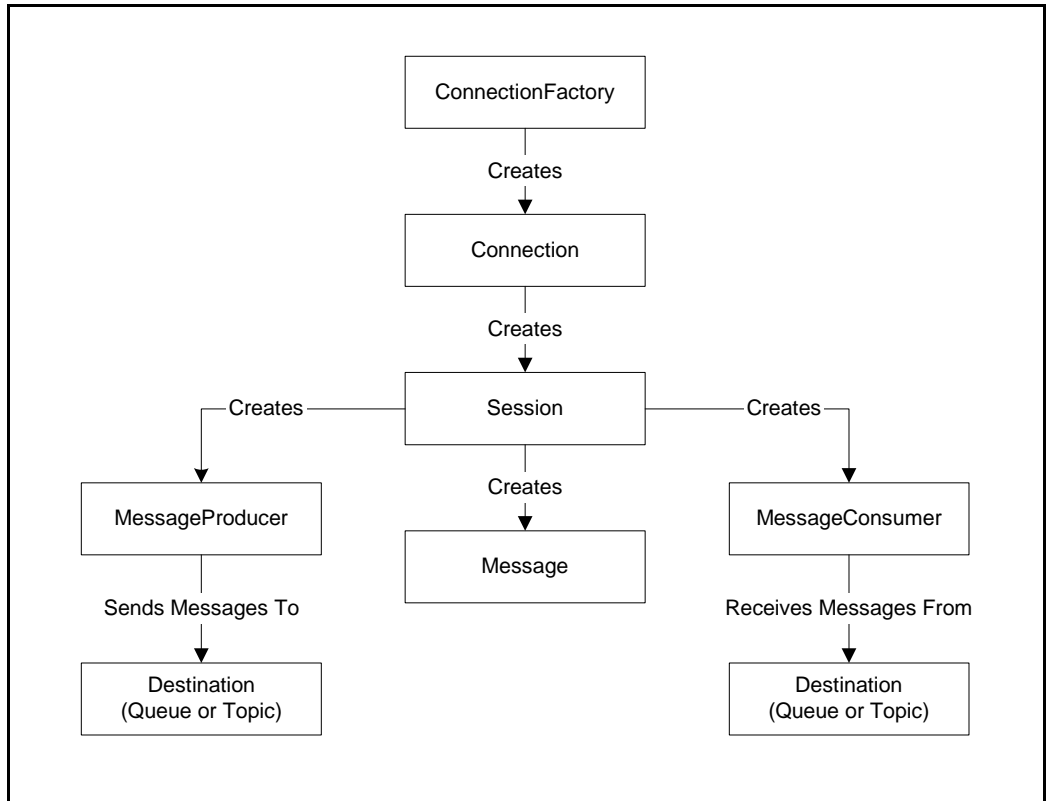 ConnectionFactory
Creates
Connection
Creates
Session
Creates
Creates
Creates
MessageProducer
Message
MessageConsumer
Sends Messages To
Receives Messages From
Destination
(Queue or Topic)
Destination
(Queue or Topic)